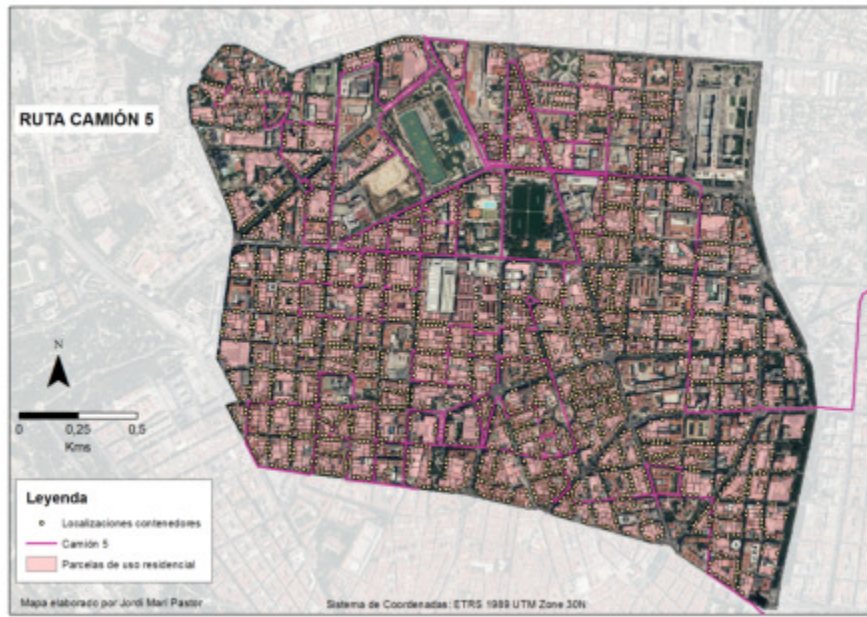 RUTA CAMIÓN 5
N
0 0,25 0,5
Kms
Leyenda
Localizaciones contenedores
Camión 5
Parcelas de uso residencial
Mapa elaborado por Jordi Marí Pastor
Sistema de Coordenadas: ETRS 1989 UTM Zone 30N